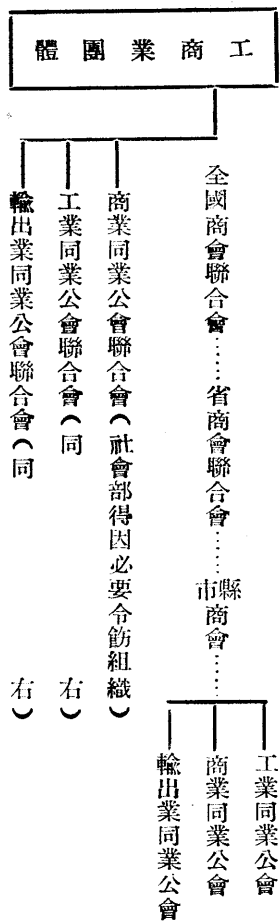 工商業團體
全國商會聯合會……省商會聯合會……縣市商會……
工業同業公會
商業同業公會
輸出業同業公會
商業同業公會聯合會(社會部得因必要令飭組織)
工業同業公會聯合會(同 右)
輸出業同業公會聯合會(同 右)